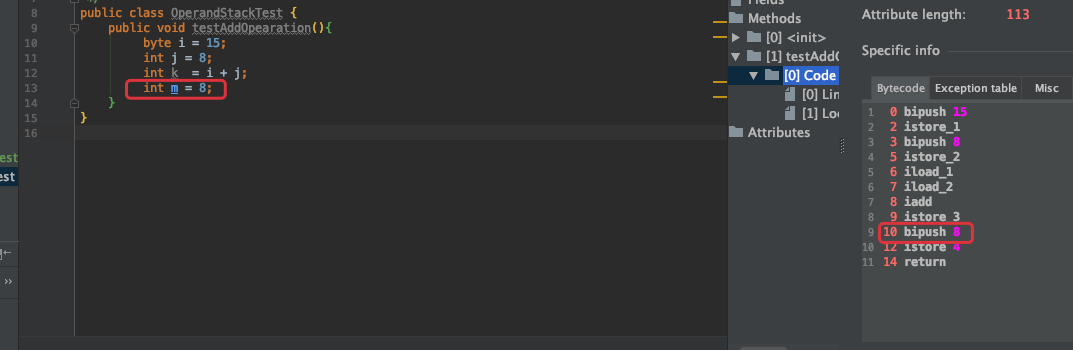 8 public class OperandStackTest {
9 public void testAddOpearation(){
10 byte i = 15;
11 int j = 8;
12 int k  = i + j;
13 int m = 8;
14 }
15 }
16
est
est
Fields
Methods
[0] <init>
[1] testAddO
[0] Code
[0] Lin
[1] Loc
Attributes
Attribute length: 113
Specific info
Bytecode Exception table Misc
1 0 bipush 15
2 2 istore_1
3 3 bipush 8
4 5 istore_2
5 6 iload_1
6 7 iload_2
7 8 iadd
8 9 istore_3
9 10 bipush 8
10 12 istore 4
11 14 return